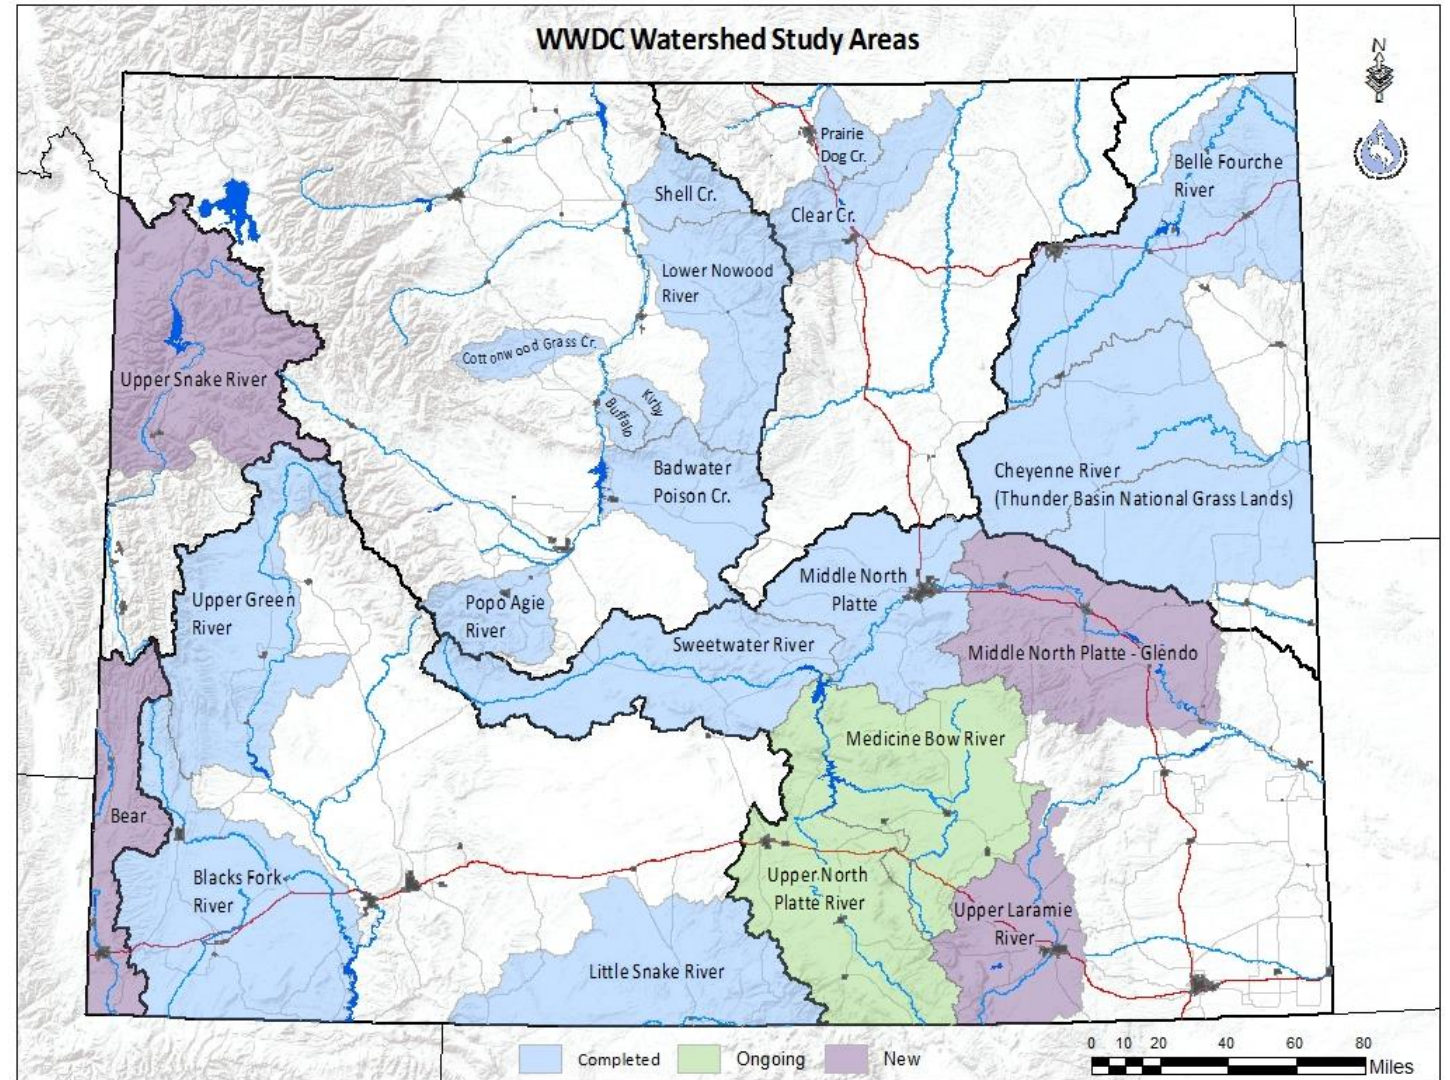 WWDC Watershed Study Areas
N
Prairie
Dog Cr.
Belle Fourche
River
Shell Cr.
Clear Cr.
Lower Nowood
River
Cottonwood Grass Cr.
Upper Snake River
Kirby
Buffalo
Badwater
Poison Cr.
Cheyenne River
(Thunder Basin National Grass Lands)
Middle North
Platte
Upper Green
River
Popo Agie
River
Sweetwater River
Middle North Platte - Glendo
Medicine Bow River
Bear
Blacks Fork
River
Upper North
Platte River
Upper Laramie
River
Little Snake River
Completed
Ongoing
New
0 10 20 40 60 80
Miles